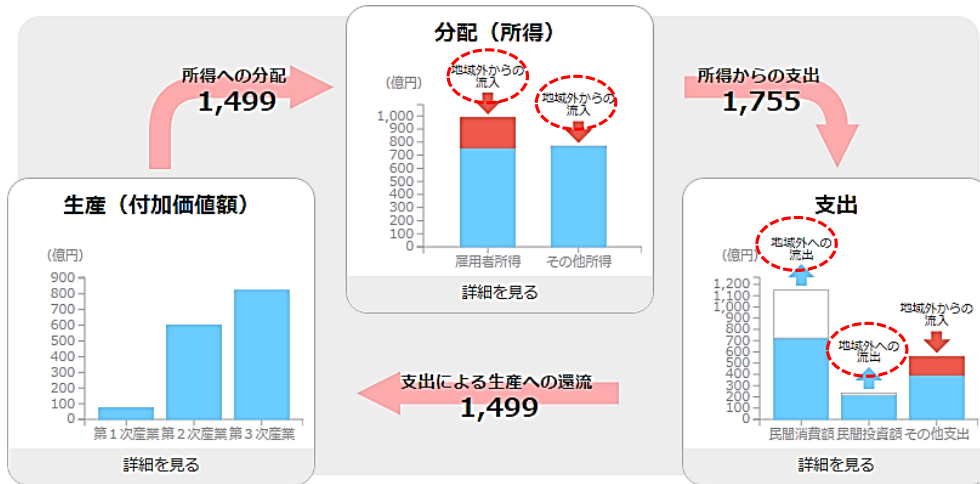 分配（所得）
(億円)
地域外からの
流入
地域外からの
流入
1,000
900
800
700
600
500
400
300
200
100
0
雇用者所得
その他所得
詳細を見る
所得への分配
1,499
所得からの支出
1,755
生産（付加価値額）
(億円)
900
800
700
600
500
400
300
200
100
0
第１次産業
第２次産業
第３次産業
詳細を見る
支出による生産への還流
1,499
支出
地域外への
流出
(億円)
地域外への
流出
地域外からの
流入
1,200
1,100
1,000
900
800
700
600
500
400
300
200
100
0
民間消費額
民間投資額
その他支出
詳細を見る